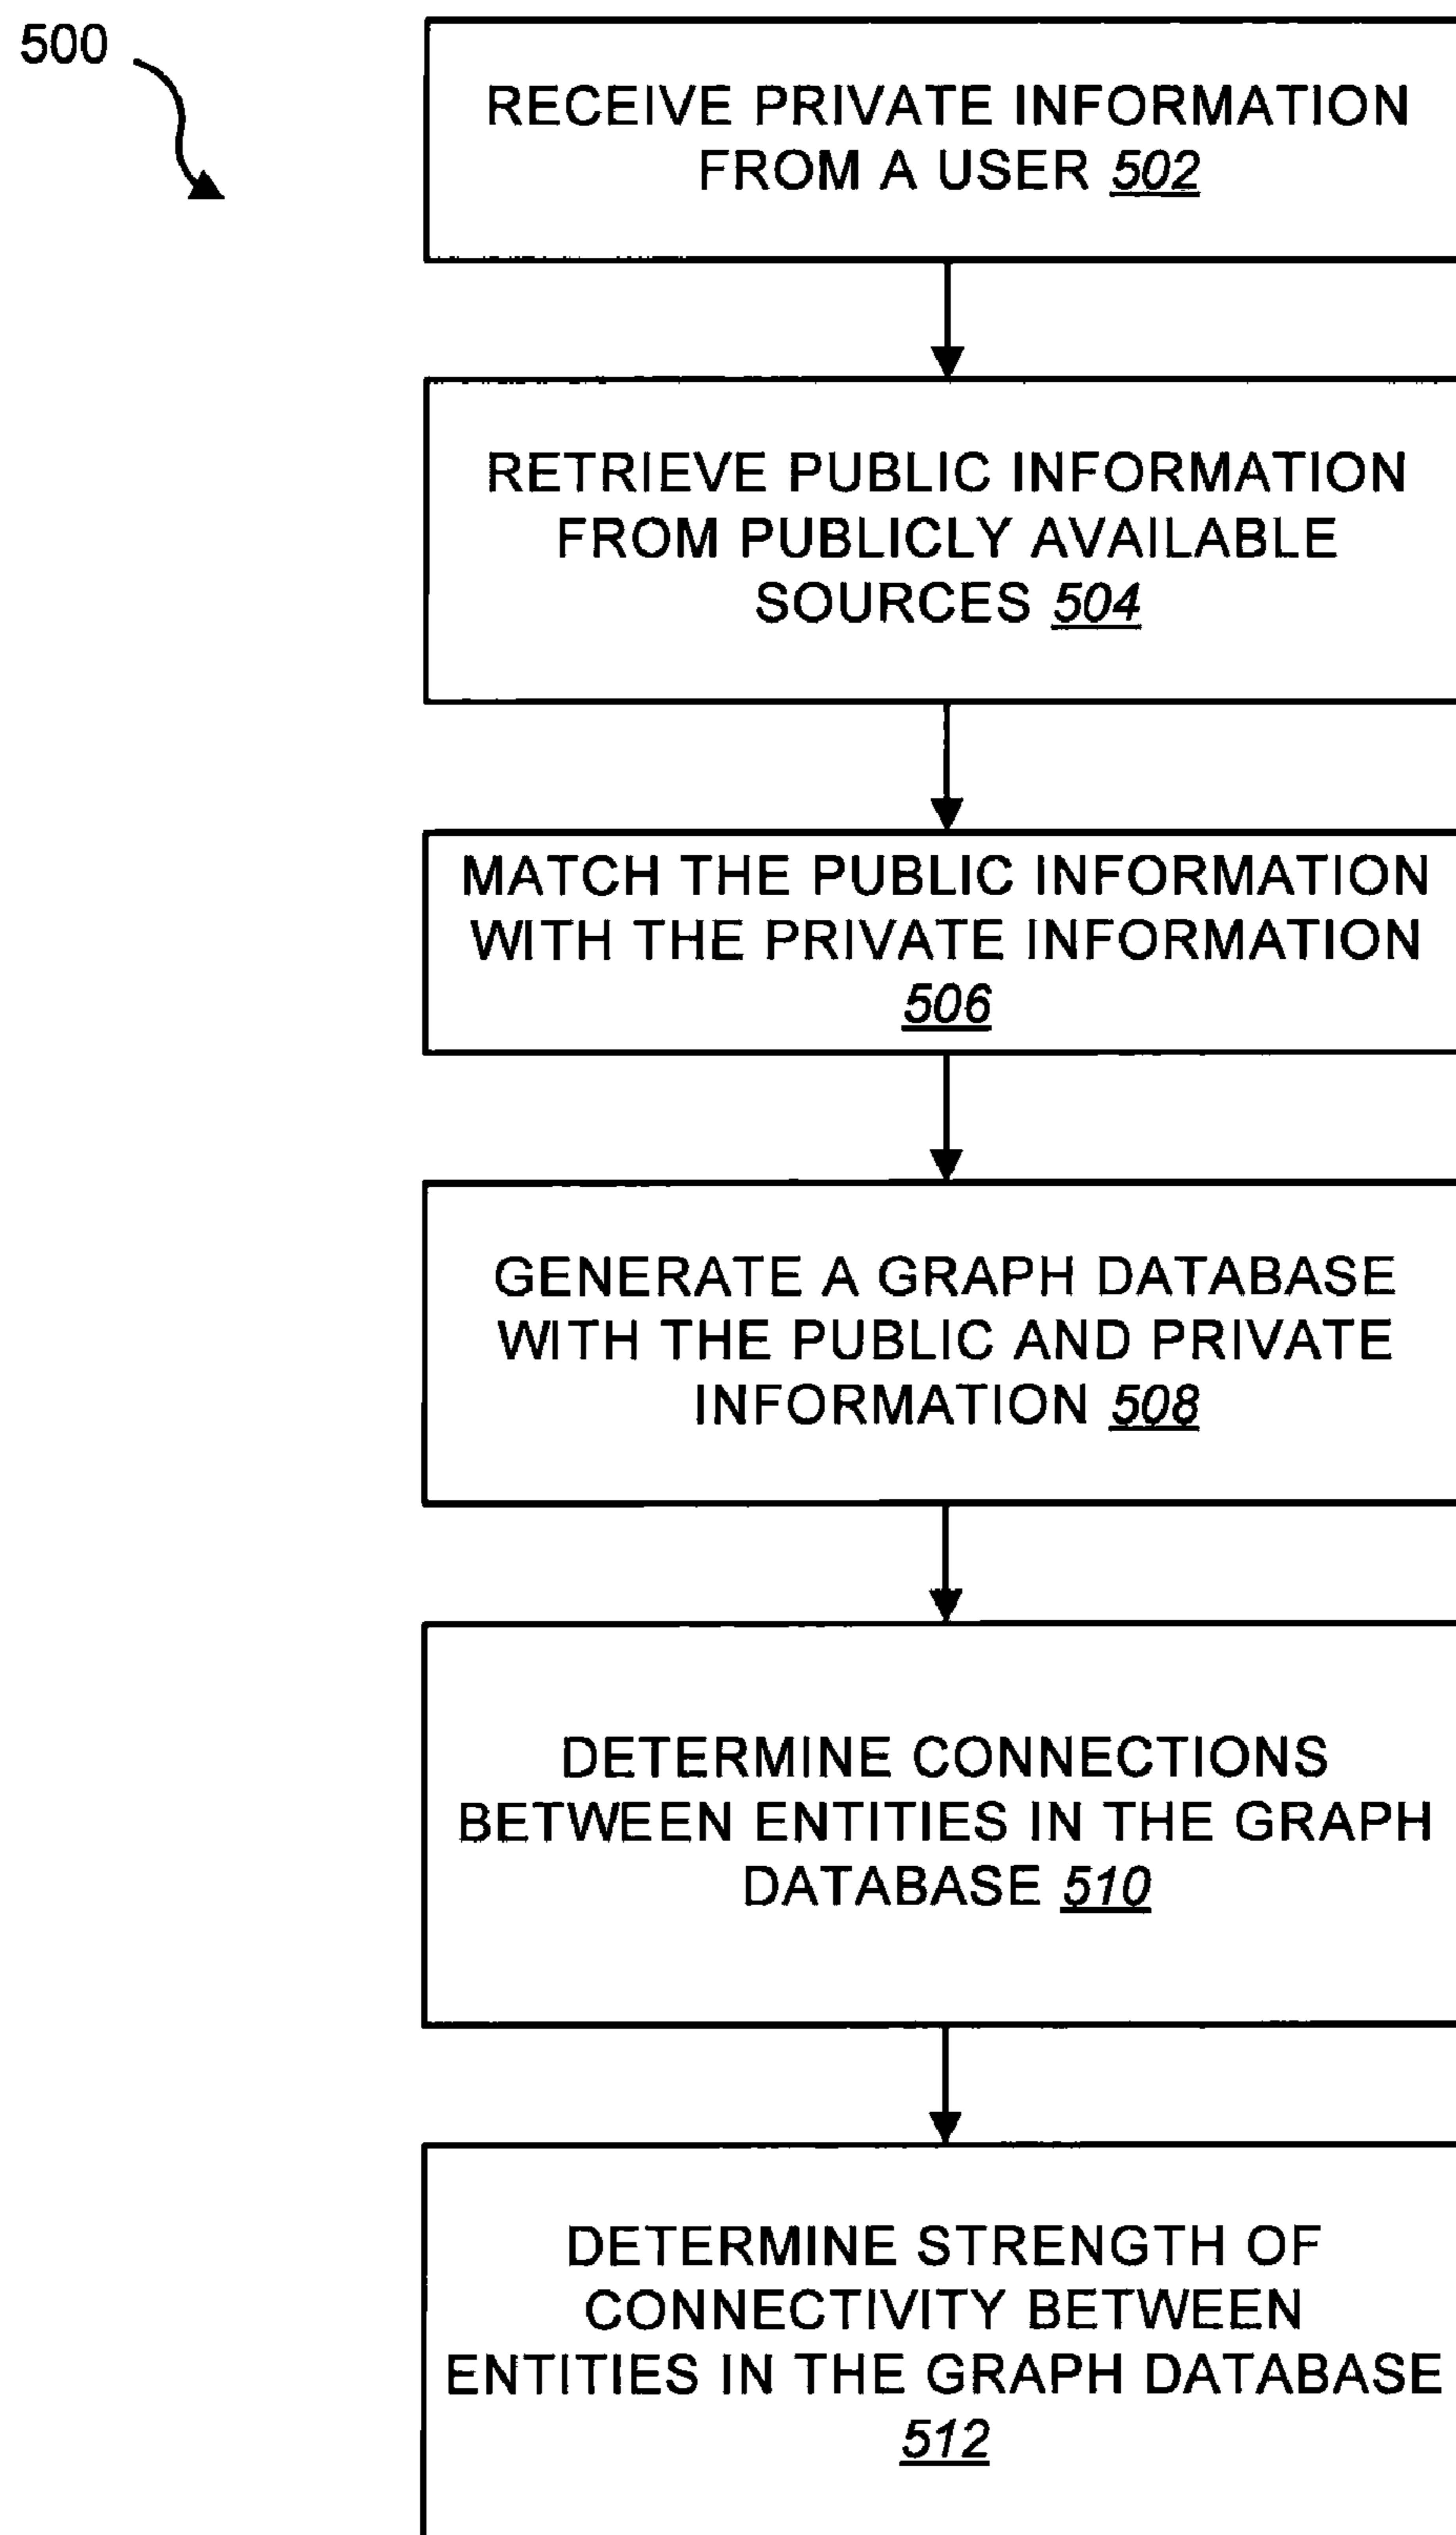 500
RECEIVE PRIVATE INFORMATION
FROM A USER 502
RETRIEVE PUBLIC INFORMATION
FROM PUBLICLY AVAILABLE
SOURCES 504
MATCH THE PUBLIC INFORMATION
WITH THE PRIVATE INFORMATION
506
GENERATE A GRAPH DATABASE
WITH THE PUBLIC AND PRIVATE
INFORMATION 508
DETERMINE CONNECTIONS
BETWEEN ENTITIES IN THE GRAPH
DATABASE 510
DETERMINE STRENGTH OF
CONNECTIVITY BETWEEN
ENTITIES IN THE GRAPH DATABASE
512